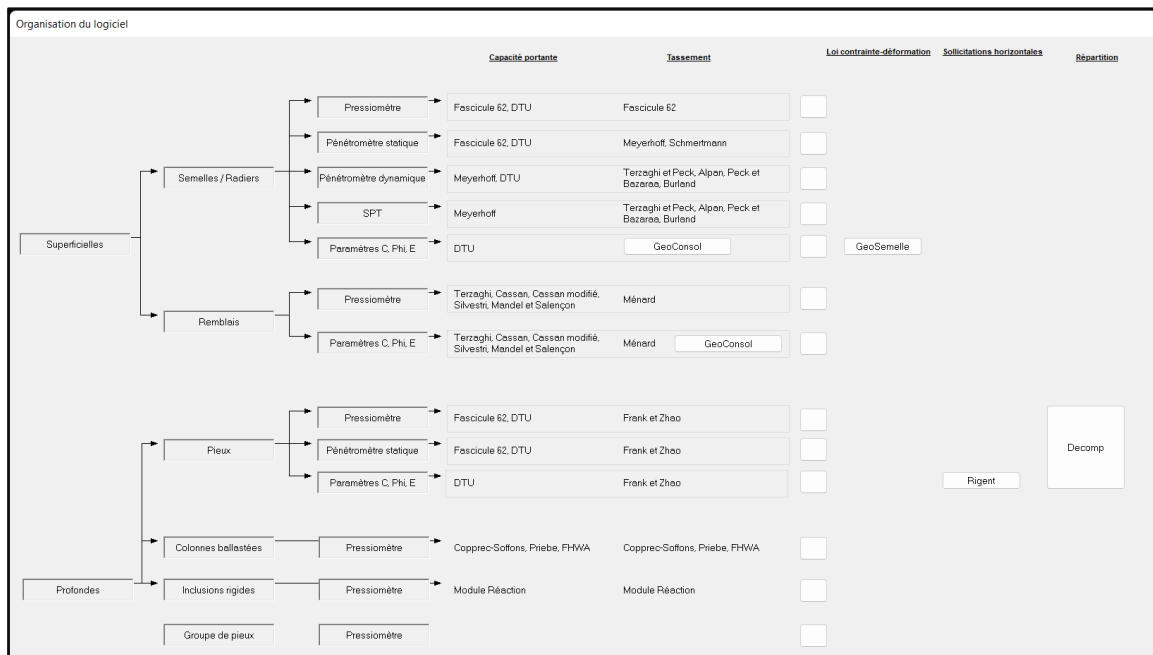 Organisation du logiciel
Capacité portante
Tassement
Loi contrainte-déformation
Sollicitations horizontales
Répartition
Pressiomètre
Fascicule 62, DTU
Fascicule 62
Pénétromètre statique
Fascicule 62, DTU
Meyerhoff, Schmertmann
Semelles / Radiers
Pénétromètre dynamique
Meyerhoff, DTU
Terzaghi et Peck, Alpan, Peck et
Bazaraa, Burland
SPT
Meyerhoff
Terzaghi et Peck, Alpan, Peck et
Bazaraa, Burland
Superficielles
Paramètres C, Phi, E
DTU
GeoConsol
GeoSemelle
Pressiomètre
Terzaghi, Cassan, Cassan modifié,
Silvestri, Mandel et Salençon
Ménard
Remblais
Paramètres C, Phi, E
Terzaghi, Cassan, Cassan modifié,
Silvestri, Mandel et Salençon
Ménard
GeoConsol
Pressiomètre
Fascicule 62, DTU
Frank et Zhao
Pieux
Pénétromètre statique
Fascicule 62, DTU
Frank et Zhao
Decomp
Paramètres C, Phi, E
DTU
Frank et Zhao
Rigent
Colonnes ballastées
Pressiomètre
Copprec-Soffons, Priebe, FHWA
Copprec-Soffons, Priebe, FHWA
Profondes
Inclusions rigides
Pressiomètre
Module Réaction
Module Réaction
Groupe de pieux
Pressiomètre